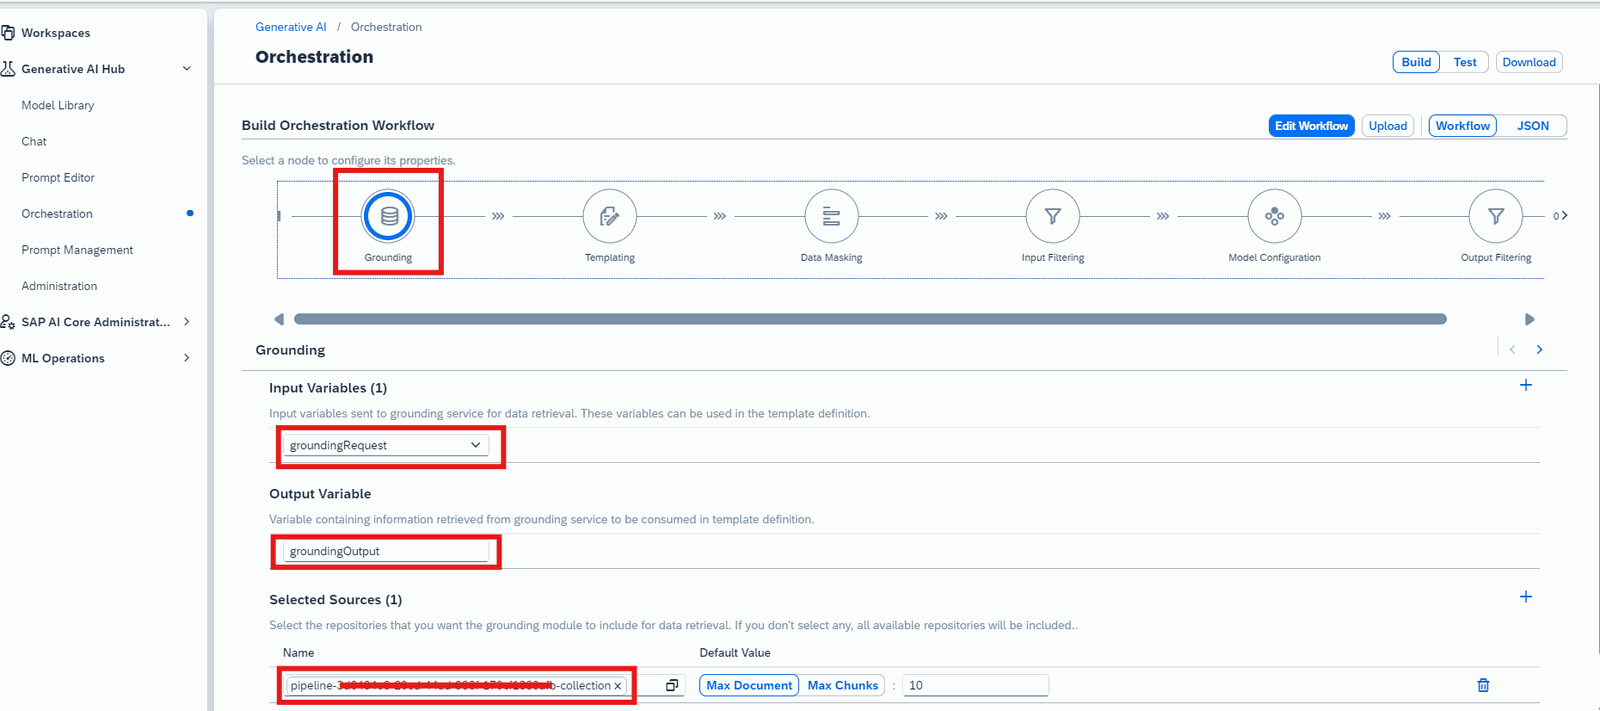 Workspaces
Generative AI Hub
Model Library
Chat
Prompt Editor
Orchestration
Prompt Management
Administration
SAP AI Core Administrat...
ML Operations
Generative AI / Orchestration
Orchestration
Build Test Download
Build Orchestration Workflow
Edit Workflow Upload Workflow JSON
Select a node to configure its properties.
Grounding Templating Data Masking Input Filtering Model Configuration Output Filtering
Grounding
Input Variables (1)
Input variables sent to grounding service for data retrieval. These variables can be used in the template definition.
groundingRequest
Output Variable
Variable containing information retrieved from grounding service to be consumed in template definition.
groundingOutput
Selected Sources (1)
Select the repositories that you want the grounding module to include for data retrieval. If you don't select any, all available repositories will be included..
Name Default Value
pipeline- -collection Max Document Max Chunks : 10